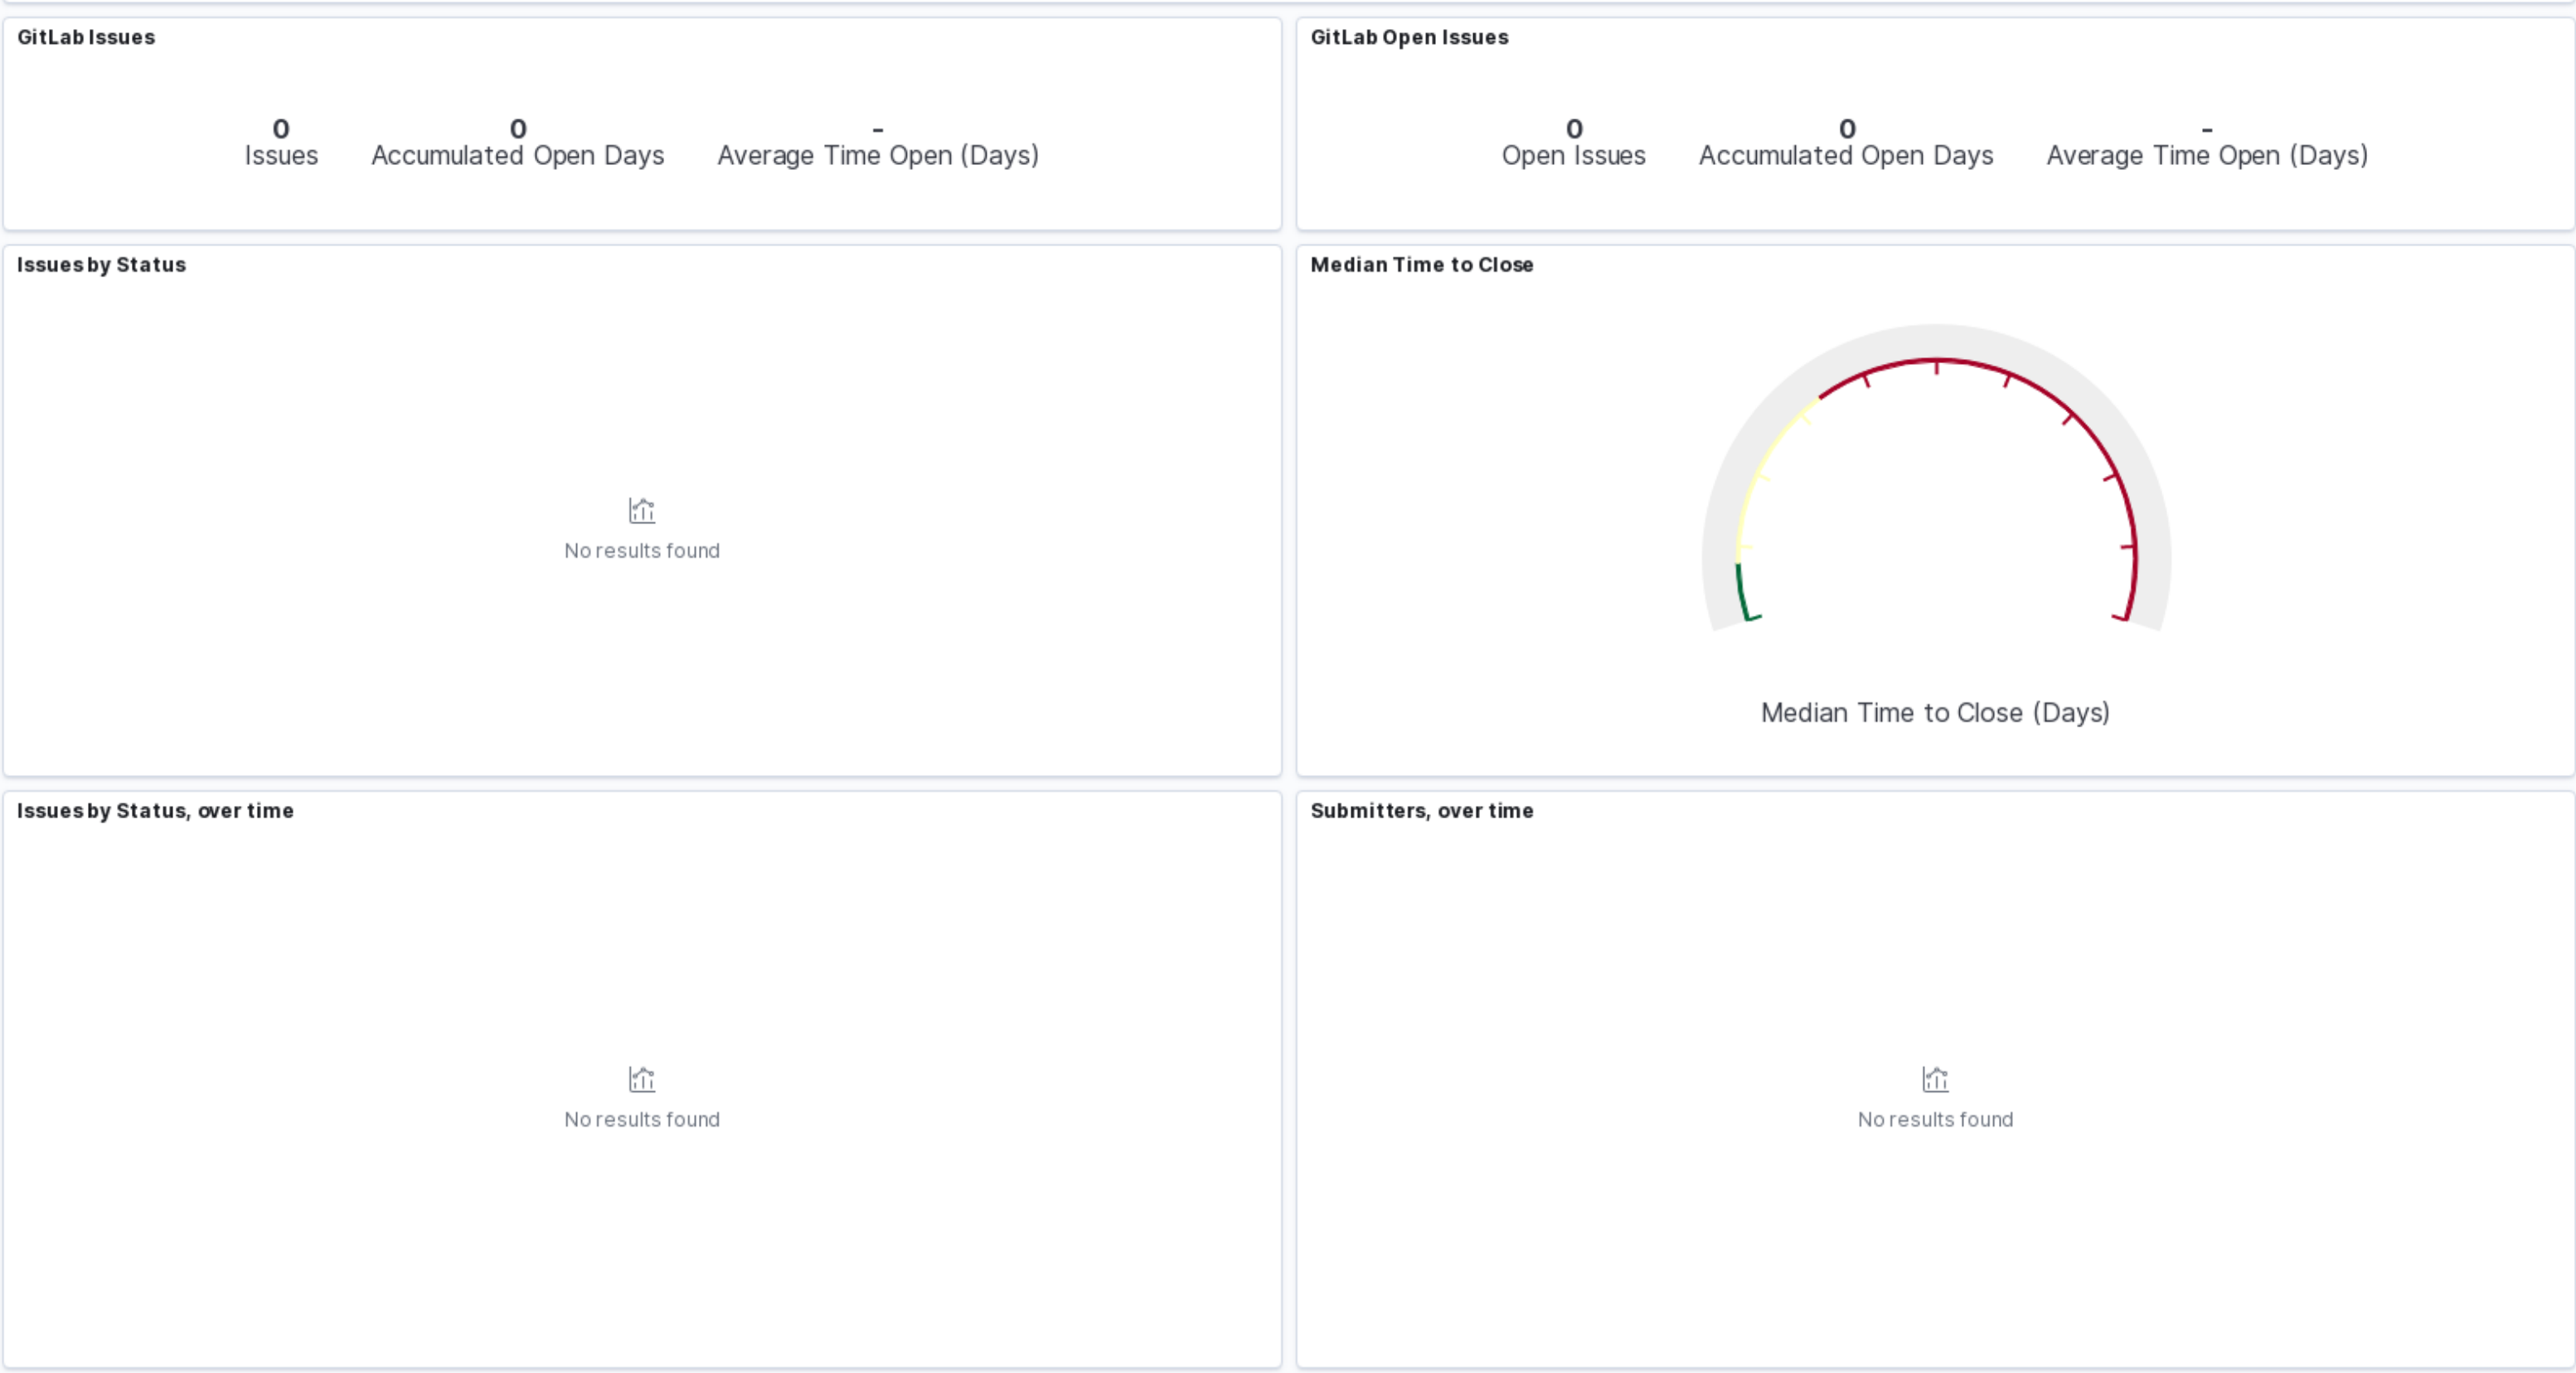 GitLab Issues
0
Issues
0
Accumulated Open Days
-
Average Time Open (Days)
GitLab Open Issues
0
Open Issues
0
Accumulated Open Days
-
Average Time Open (Days)
Issues by Status
No results found
Median Time to Close
Median Time to Close (Days)
Issues by Status, over time
No results found
Submitters, over time
No results found